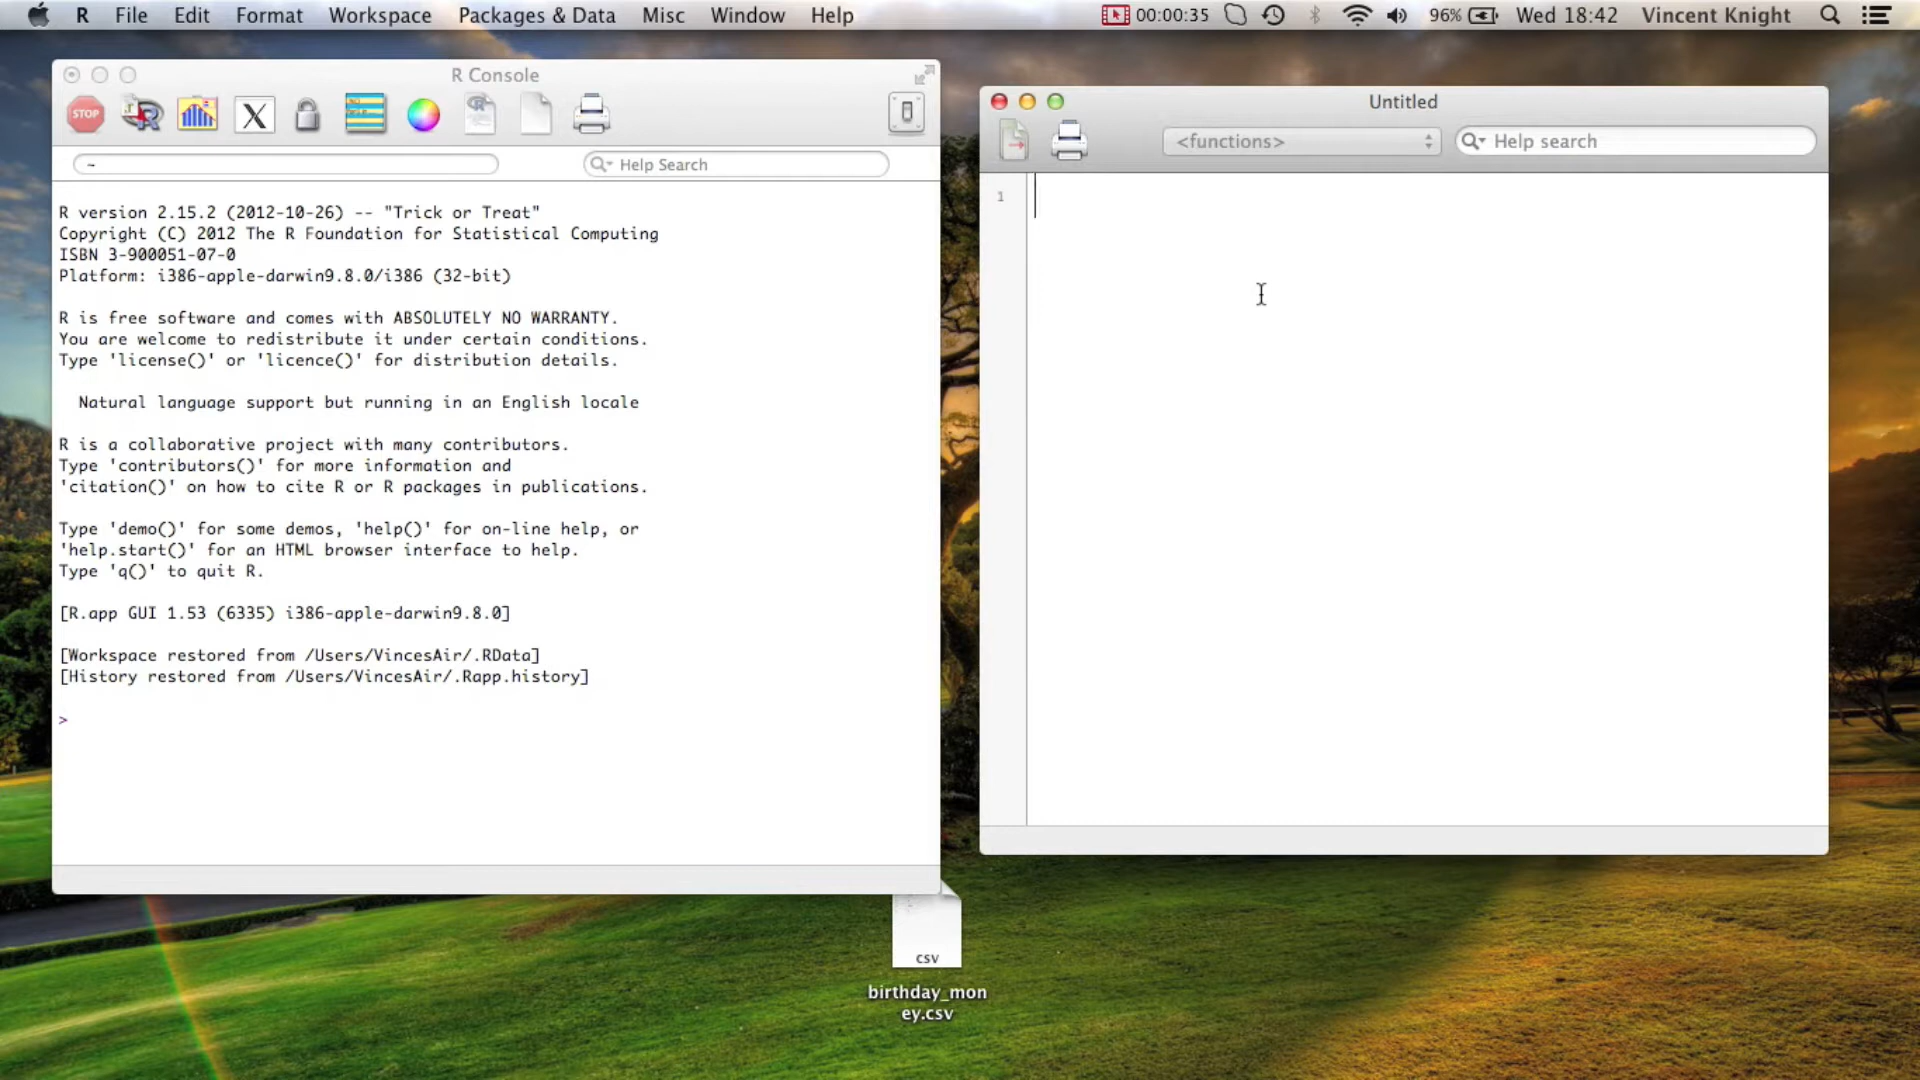 R File Edit Format Workspace Packages & Data Misc Window Help 00:00:35 96% Wed 18:42 Vincent Knight
R Console
STOP
~
Help Search
R version 2.15.2 (2012-10-26) -- "Trick or Treat"
Copyright (C) 2012 The R Foundation for Statistical Computing
ISBN 3-900051-07-0
Platform: i386-apple-darwin9.8.0/i386 (32-bit)
R is free software and comes with ABSOLUTELY NO WARRANTY.
You are welcome to redistribute it under certain conditions.
Type 'license()' or 'licence()' for distribution details.
Natural language support but running in an English locale
R is a collaborative project with many contributors.
Type 'contributors()' for more information and
'citation()' on how to cite R or R packages in publications.
Type 'demo()' for some demos, 'help()' for on-line help, or
'help.start()' for an HTML browser interface to help.
Type 'q()' to quit R.
[R.app GUI 1.53 (6335) i386-apple-darwin9.8.0]
[Workspace restored from /Users/VincesAir/.RData]
[History restored from /Users/VincesAir/.Rapp.history]
>
Untitled
<functions>
Help search
1
csv
birthday_mon
ey.csv